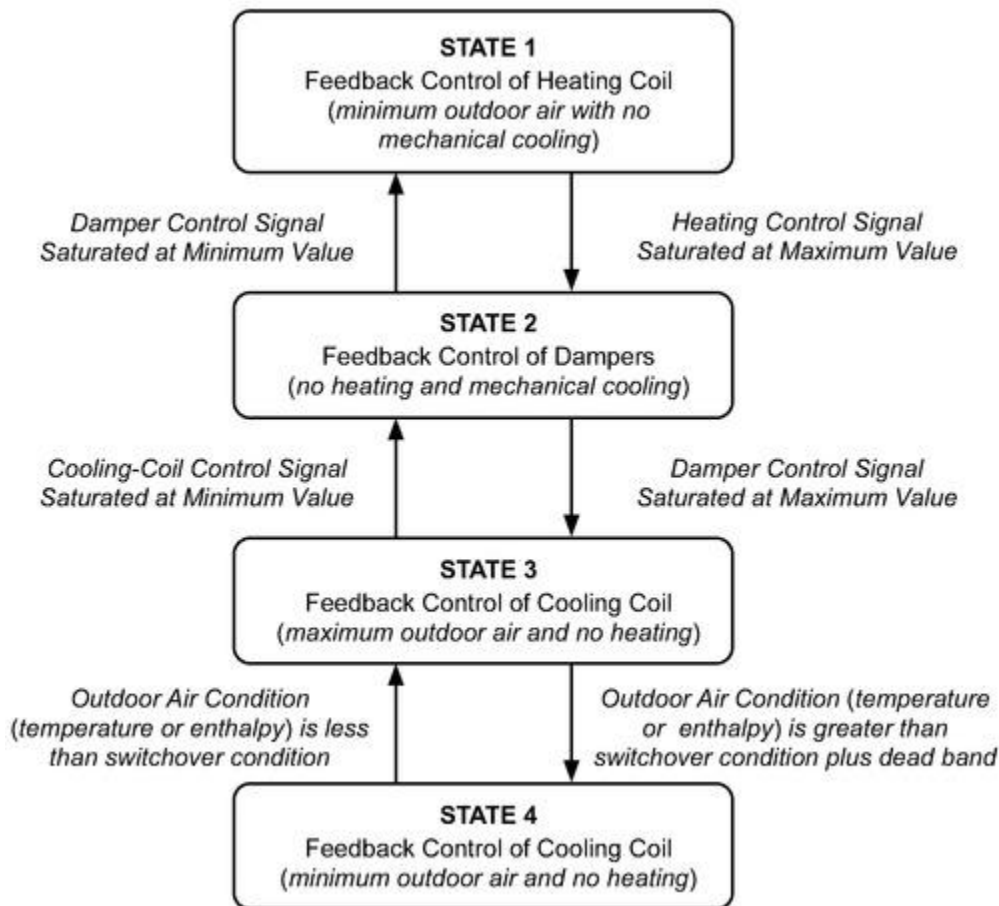 STATE 1
Feedback Control of Heating Coil
(minimum outdoor air with no
mechanical cooling)
Damper Control Signal
Saturated at Minimum Value
Heating Control Signal
Saturated at Maximum Value
STATE 2
Feedback Control of Dampers
(no heating and mechanical cooling)
Cooling-Coil Control Signal
Saturated at Minimum Value
Damper Control Signal
Saturated at Maximum Value
STATE 3
Feedback Control of Cooling Coil
(maximum outdoor air and no heating)
Outdoor Air Condition
(temperature or enthalpy) is less
than switchover condition
Outdoor Air Condition (temperature
or enthalpy) is greater than
switchover condition plus dead band
STATE 4
Feedback Control of Cooling Coil
(minimum outdoor air and no heating)